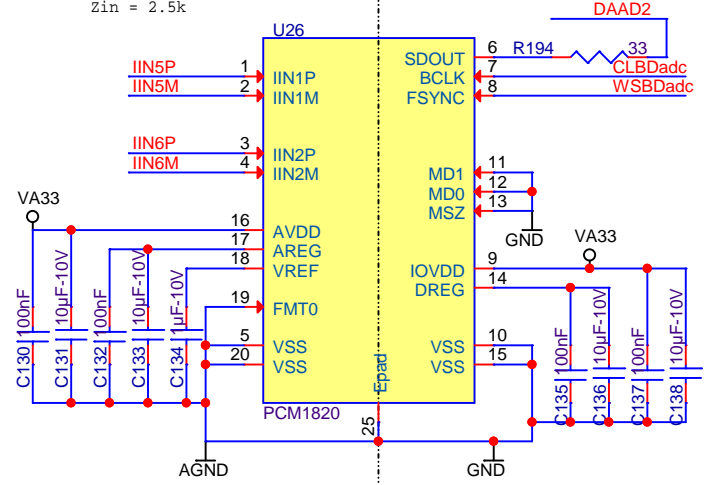 Zin = 2.5k
DAAD2
U26
6 R194 33
SDOUT
IIN5P 1 IIN1P
BCLK 7 CLBDadc
IIN5M 2 IIN1M
FSYNC 8 WSBDadc
IIN6P 3 IIN2P
IIN6M 4 IIN2M
MD1 11
MD0 12
MSZ 13
VA33
16 AVDD
17 AREG
18 VREF
GND
VA33
IOVDD 9
DREG 14
19 FMT0
5 VSS
VSS 10
20 VSS
VSS 15
C130 100nF
C131 10µF-10V
C132 100nF
C133 10µF-10V
C134 1µF-10V
C135 100nF
C136 10µF-10V
C137 100nF
C138 10µF-10V
Epad
PCM1820
25
AGND
GND